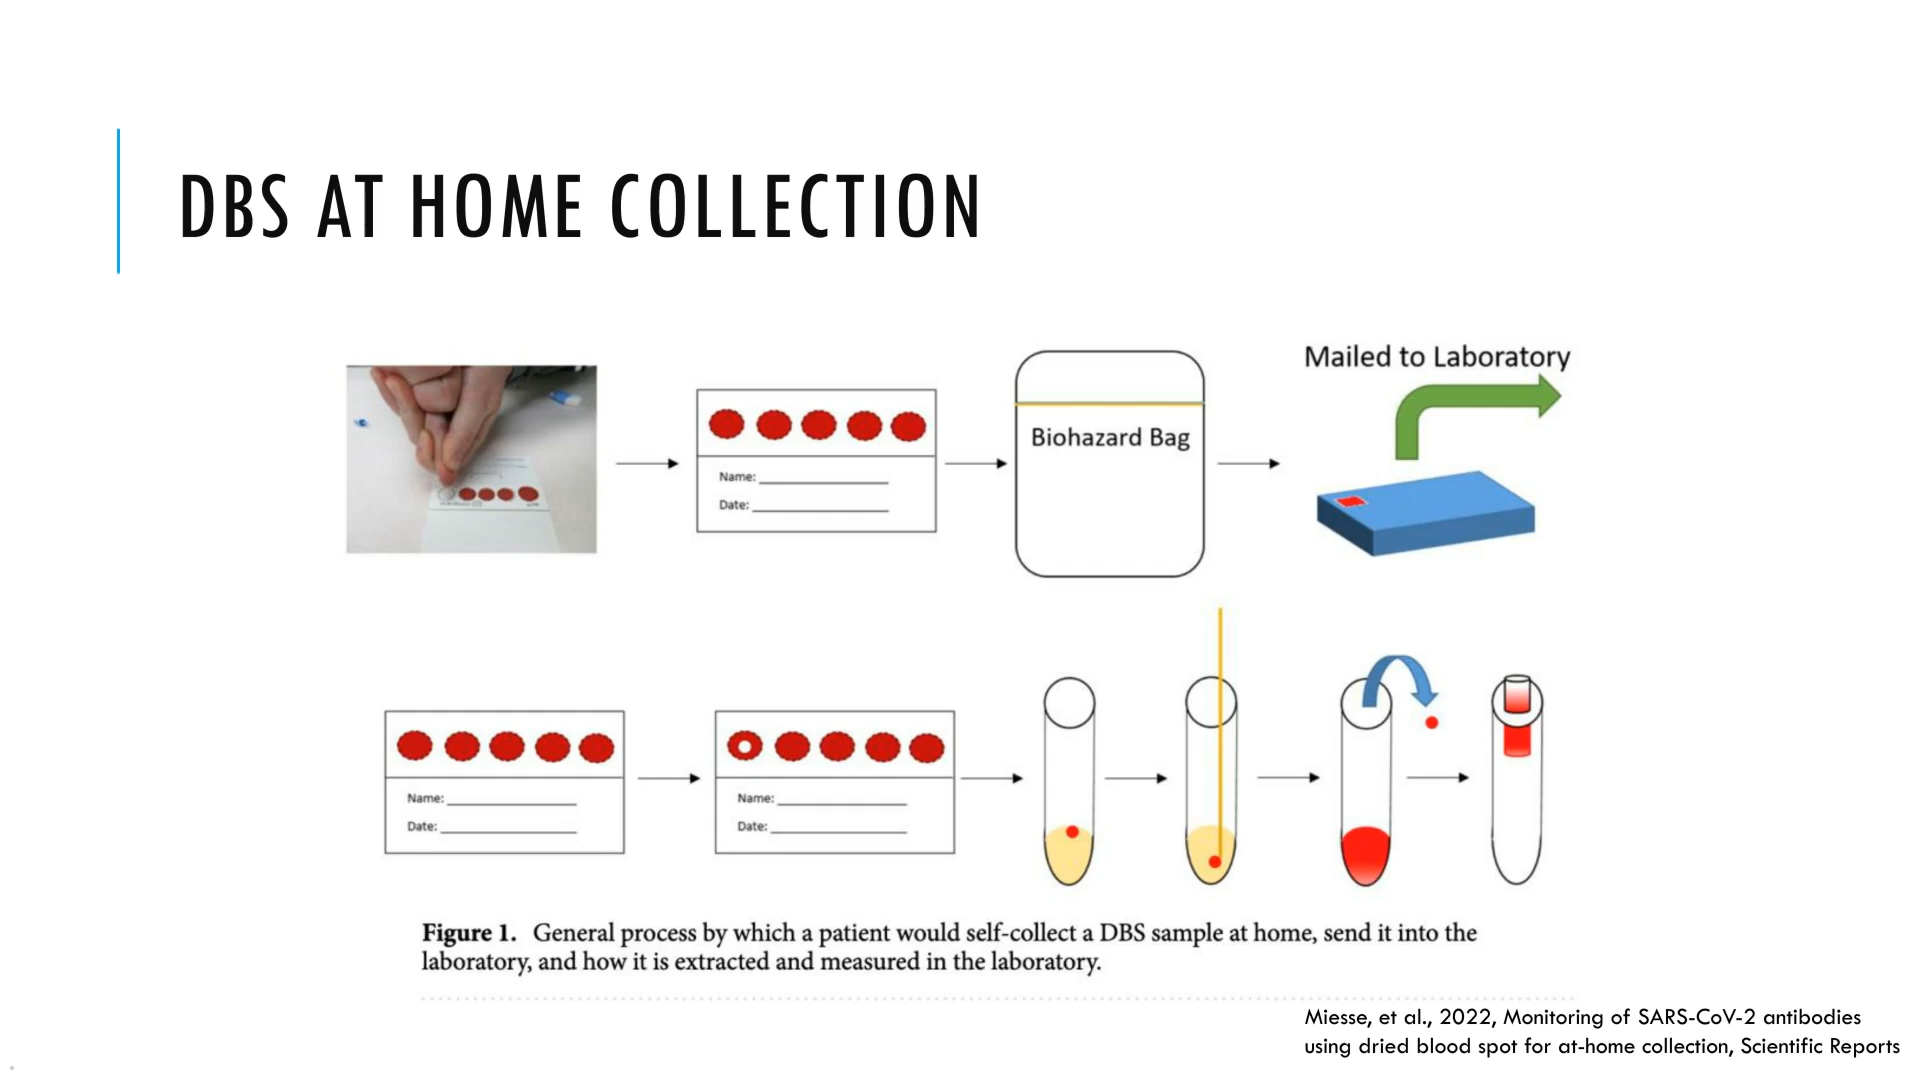 DBS AT HOME COLLECTION
Mailed to Laboratory
Biohazard Bag
Name:
Date:
Name:
Date:
Name:
Date:
Figure 1. General process by which a patient would self-collect a DBS sample at home, send it into the
laboratory, and how it is extracted and measured in the laboratory.
Miesse, et al., 2022, Monitoring of SARS-CoV-2 antibodies
using dried blood spot for at-home collection, Scientific Reports